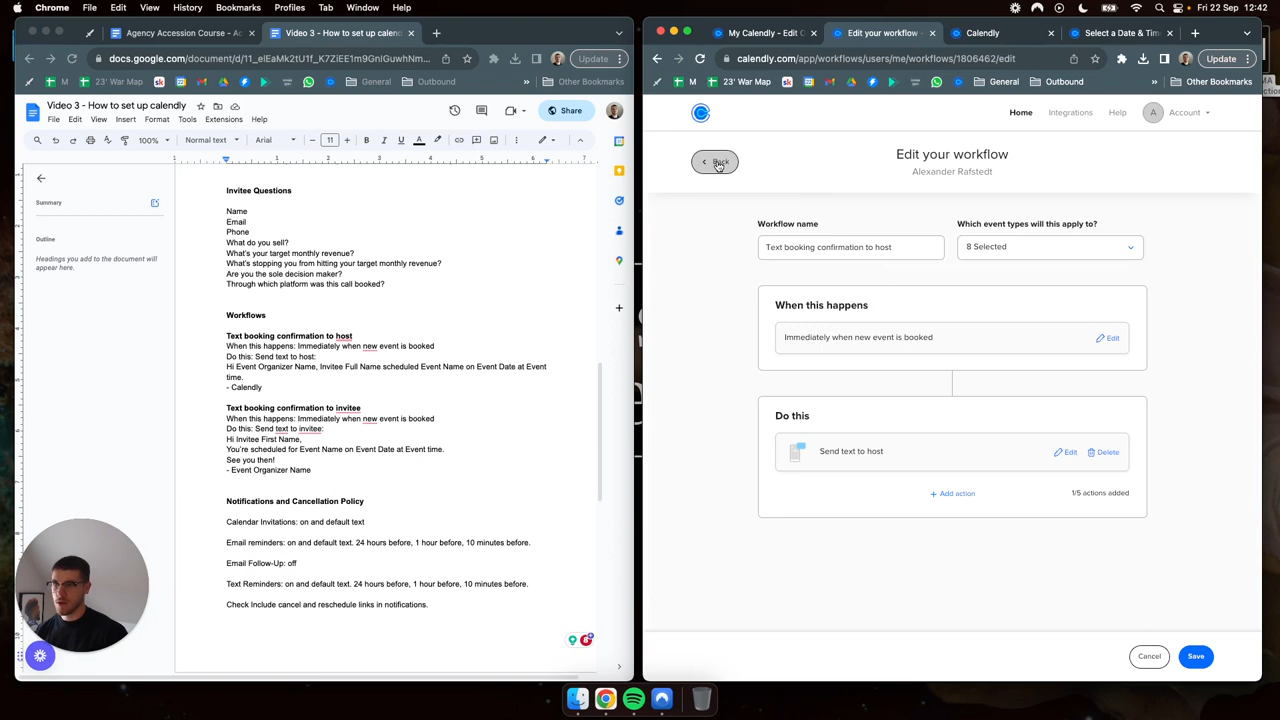 Chrome File Edit View History Bookmarks Profiles Tab Window Help
Fri 22 Sep 12:42
Agency Accession Course - Ac
Video 3 - How to set up calend
docs.google.com/document/d/11_elEaMk2tU1f_K7ZiEE1m9GnIGuwhNm...
Update
M
23' War Map
General
Outbound
Other Bookmarks
Video 3 - How to set up calendly
File Edit View Insert Format Tools Extensions Help
Share
100%
Normal text
Arial
11
Summary
Outline
Headings you add to the document will
appear here.
Invitee Questions
Name
Email
Phone
What do you sell?
What's your target monthly revenue?
What's stopping you from hitting your target monthly revenue?
Are you the sole decision maker?
Through which platform was this call booked?
Workflows
Text booking confirmation to host
When this happens: Immediately when new event is booked
Do this: Send text to host:
Hi Event Organizer Name, Invitee Full Name scheduled Event Name on Event Date at Event
time.
- Calendly
Text booking confirmation to invitee
When this happens: Immediately when new event is booked
Do this: Send text to invitee:
Hi Invitee First Name,
You're scheduled for Event Name on Event Date at Event time.
See you then!
- Event Organizer Name
Notifications and Cancellation Policy
Calendar Invitations: on and default text
Email reminders: on and default text. 24 hours before, 1 hour before, 10 minutes before.
Email Follow-Up: off
Text Reminders: on and default text. 24 hours before, 1 hour before, 10 minutes before.
Check Include cancel and reschedule links in notifications.
My Calendly - Edit C
Edit your workflow -
Calendly
Select a Date & Time
calendly.com/app/workflows/users/me/workflows/1806462/edit
Update
M
23' War Map
General
Outbound
Other Bookmarks
Home
Integrations
Help
A
Account
Back
Edit your workflow
Alexander Rafstedt
Workflow name
Which event types will this apply to?
Text booking confirmation to host
8 Selected
When this happens
Immediately when new event is booked
Edit
Do this
Send text to host
Edit
Delete
+ Add action
1/5 actions added
Cancel
Save